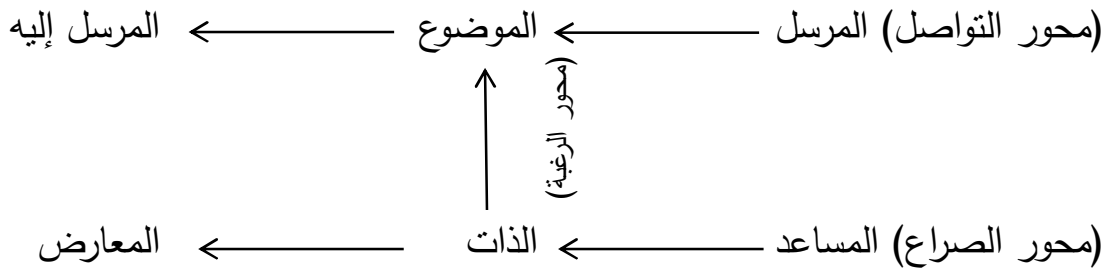 (محور التواصل) المرسل الموضوع المرسل إليه
(محور الرغبة)
(محور الصراع) المساعد الذات المعارض